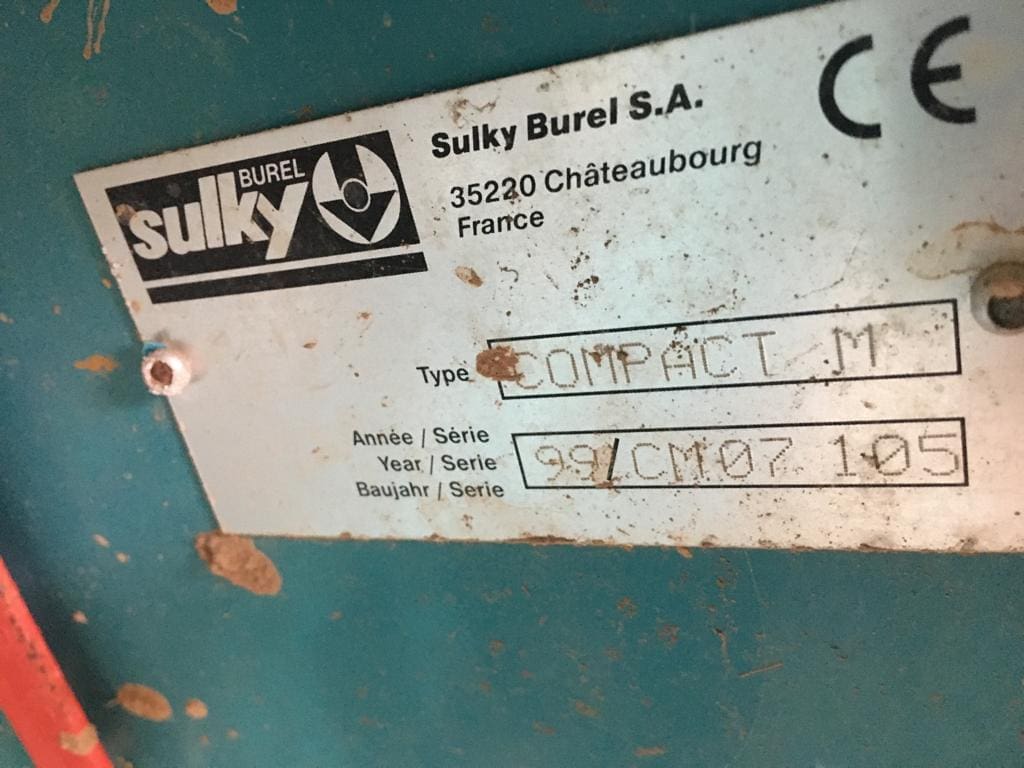 BUREL
sulky
Sulky Burel S.A.
35220 Châteaubourg
France
CE
Type COMPACT M
Année / Série
Year / Serie
Baujahr / Serie
99/CM07 105